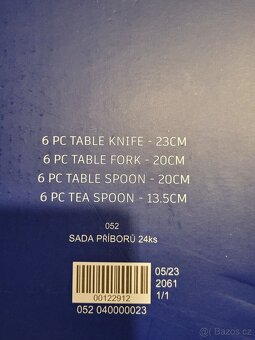 6 PC TABLE KNIFE - 23CM
6 PC TABLE FORK - 20CM
6 PC TABLE SPOON - 20CM
6 PC TEA SPOON - 13.5CM
052
SADA PŘÍBORŮ 24ks
05/23
2061
1/1
00122912
052 040000023
Bazos.cz